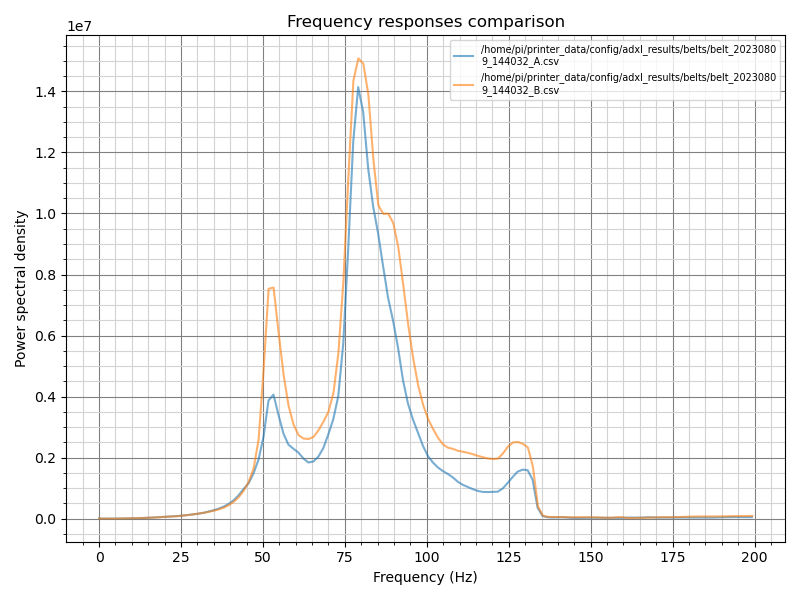 Frequency responses comparison
1e7
/home/pi/printer_data/config/adxl_results/belts/belt_2023080
9_144032_A.csv
/home/pi/printer_data/config/adxl_results/belts/belt_2023080
9_144032_B.csv
1.4
1.2
1.0
0.8
0.6
0.4
0.2
0.0
Power spectral density
0 25 50 75 100 125 150 175 200
Frequency (Hz)